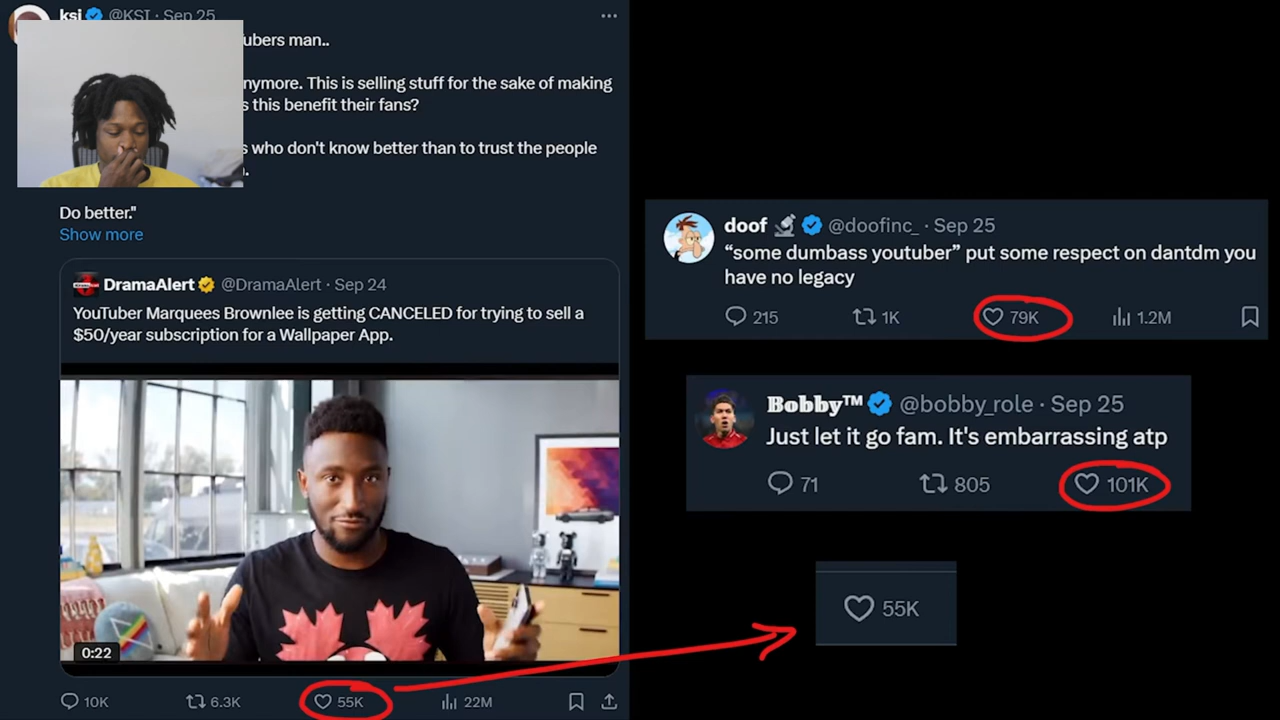 ksi @KSI · Sep 25
ubers man..
nymore. This is selling stuff for the sake of making
s this benefit their fans?
s who don't know better than to trust the people
Do better."
Show more
DramaAlert @DramaAlert · Sep 24
YouTuber Marquees Brownlee is getting CANCELED for trying to sell a
$50/year subscription for a Wallpaper App.
0:22
10K 6.3K 55K 22M
doof @doofinc_ · Sep 25
“some dumbass youtuber” put some respect on dantdm you
have no legacy
215 1K 79K 1.2M
Bobby™ @bobby_role · Sep 25
Just let it go fam. It's embarrassing atp
71 805 101K
55K